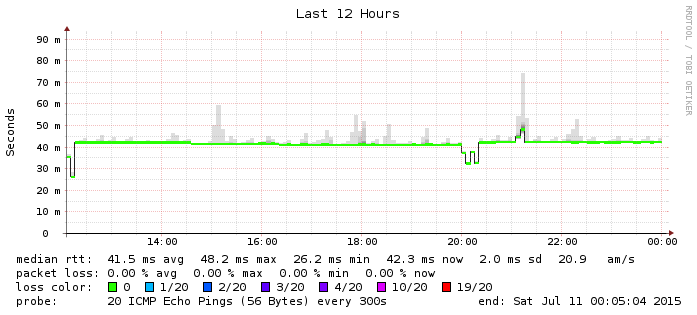 Last 12 Hours
RRDTOOL / TOBI OETIKER
Seconds
90 m
80 m
70 m
60 m
50 m
40 m
30 m
20 m
10 m
0
14:00 16:00 18:00 20:00 22:00 00:00
median rtt: 41.5 ms avg 48.2 ms max 26.2 ms min 42.3 ms now 2.0 ms sd 20.9 am/s
packet loss: 0.00 % avg 0.00 % max 0.00 % min 0.00 % now
loss color: 0 1/20 2/20 3/20 4/20 10/20 19/20
probe: 20 ICMP Echo Pings (56 Bytes) every 300s end: Sat Jul 11 00:05:04 2015